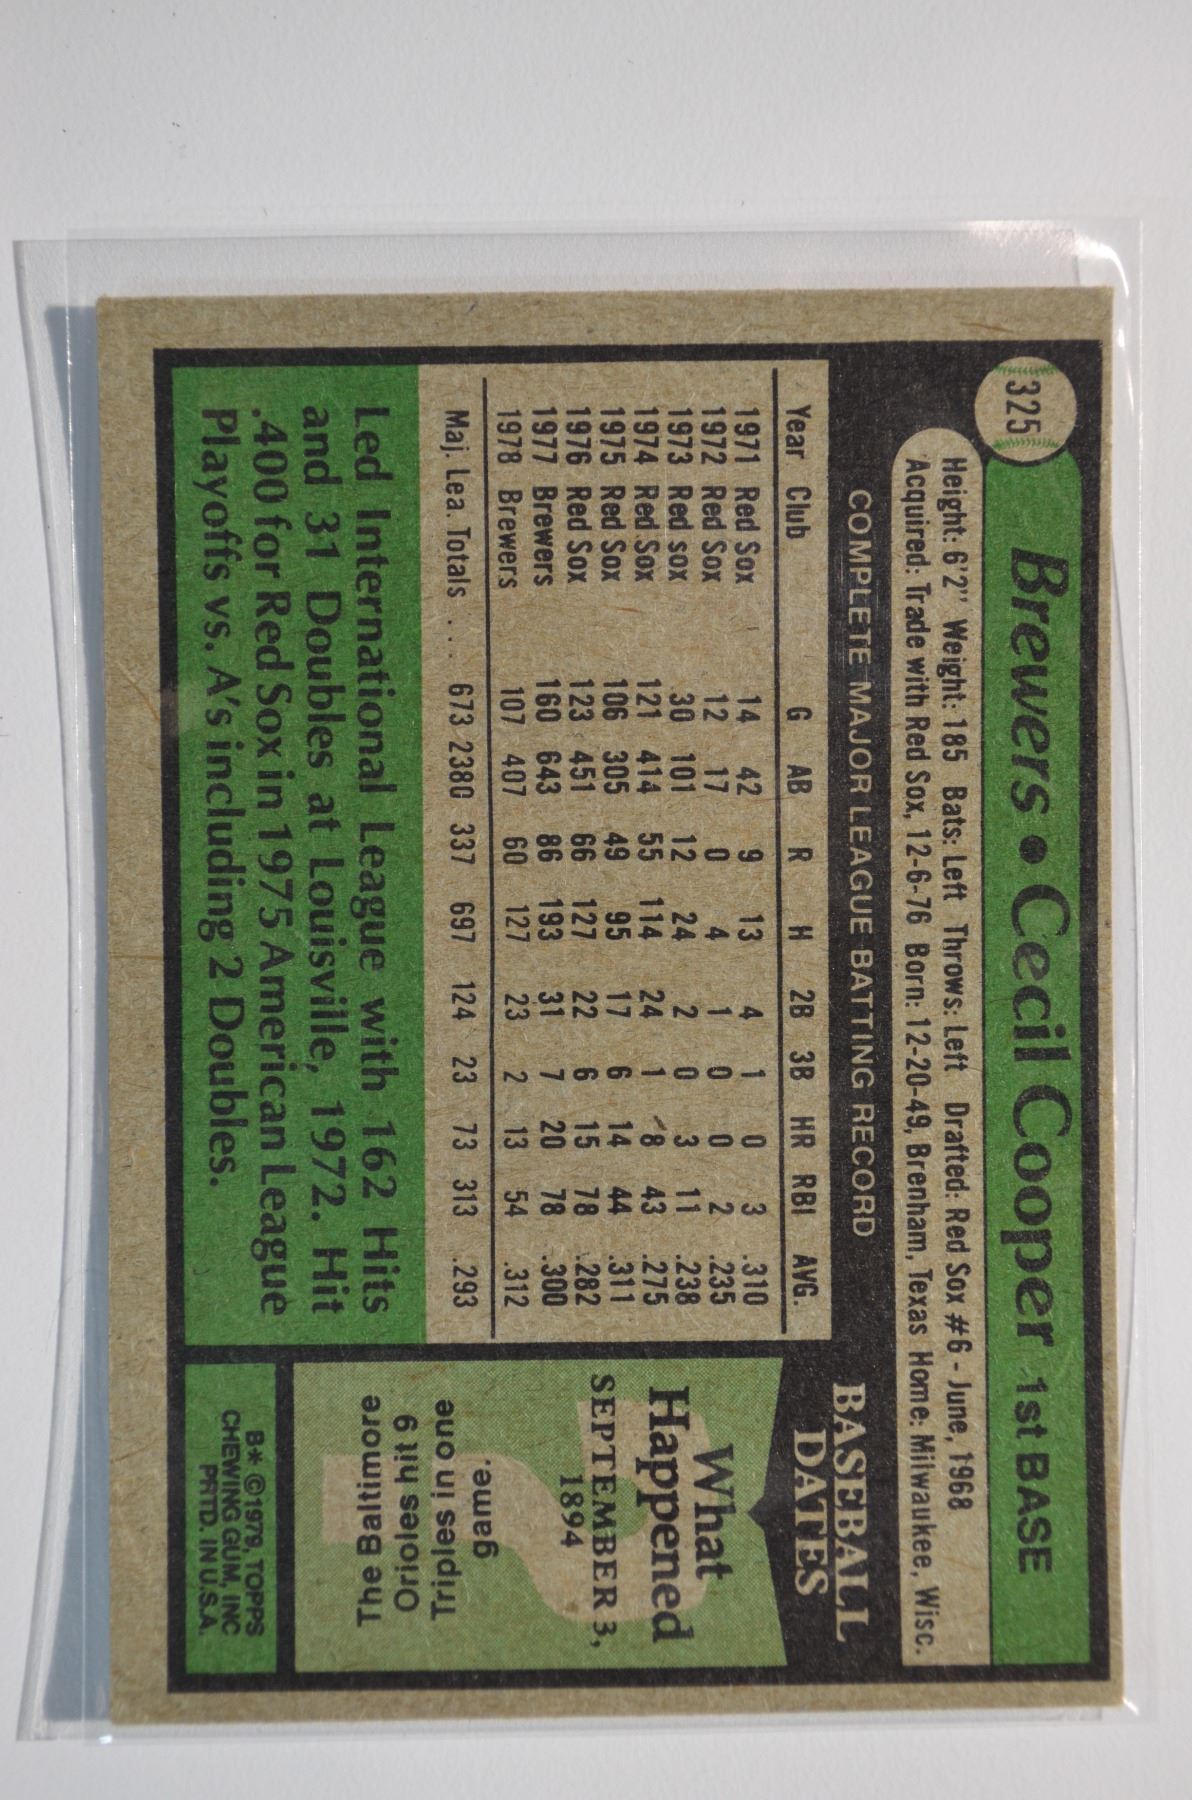 325
Brewers • Cecil Cooper 1st BASE
Height: 6'2" Weight: 185 Bats: Left Throws: Left Drafted: Red Sox #6 - June, 1968
Acquired: Trade with Red Sox, 12-6-76 Born: 12-20-49, Brenham, Texas Home: Milwaukee, Wisc.
COMPLETE MAJOR LEAGUE BATTING RECORD
Year Club G AB R H 2B 3B HR RBI AVG.
1971 Red Sox 14 42 9 13 4 1 0 3 .310
1972 Red Sox 12 17 0 4 1 0 0 2 .235
1973 Red sox 30 101 12 24 2 0 3 11 .238
1974 Red Sox 121 414 55 114 24 1 8 43 .275
1975 Red Sox 106 305 49 95 17 6 14 44 .311
1976 Red Sox 123 451 66 127 22 6 15 78 .282
1977 Brewers 160 643 86 193 31 7 20 78 .300
1978 Brewers 107 407 60 127 23 2 13 54 .312
Maj. Lea. Totals .... 673 2380 337 697 124 23 73 313 .293
Led International League with 162 Hits
and 31 Doubles at Louisville, 1972. Hit
.400 for Red Sox in 1975 American League
Playoffs vs. A's including 2 Doubles.
BASEBALL
DATES
What
Happened
SEPTEMBER 3,
1894
game.
Triples in one
Orioles hit 9
The Baltimore
B* ©1979, TOPPS
CHEWING GUM, INC
PRTD. IN U.S.A.